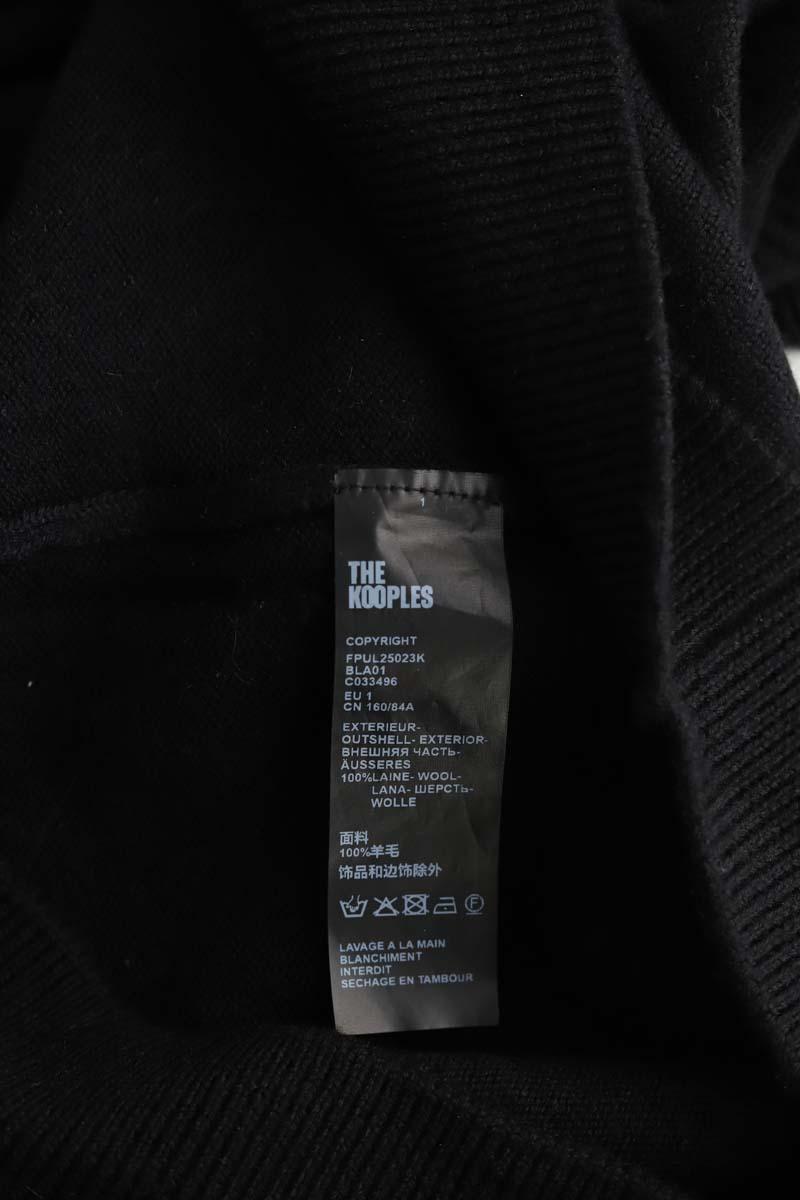 1
THE
KOOPLES
COPYRIGHT
FPUL25023K
BLA01
C033496
EU 1
CN 160/84A
EXTERIEUR-
OUTSHELL- EXTERIOR-
ВНЕШНЯЯ ЧАСТЬ-
ÄUSSERES
100%LAINE- WOOL-
LANA- ШЕРСТЬ-
WOLLE
面料
100%羊毛
饰品和边饰除外
F
LAVAGE A LA MAIN
BLANCHIMENT
INTERDIT
SECHAGE EN TAMBOUR